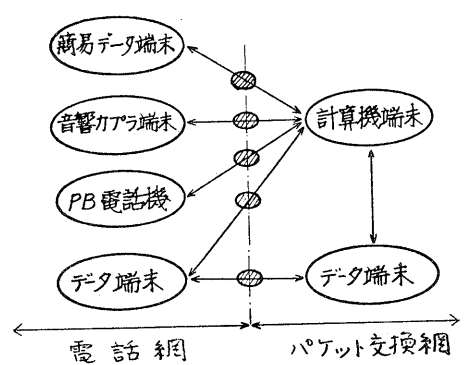 簡易データ端末
音響カプラ端末
計算機端末
PB電話機
データ端末
データ端末
電話網
パケット交換網